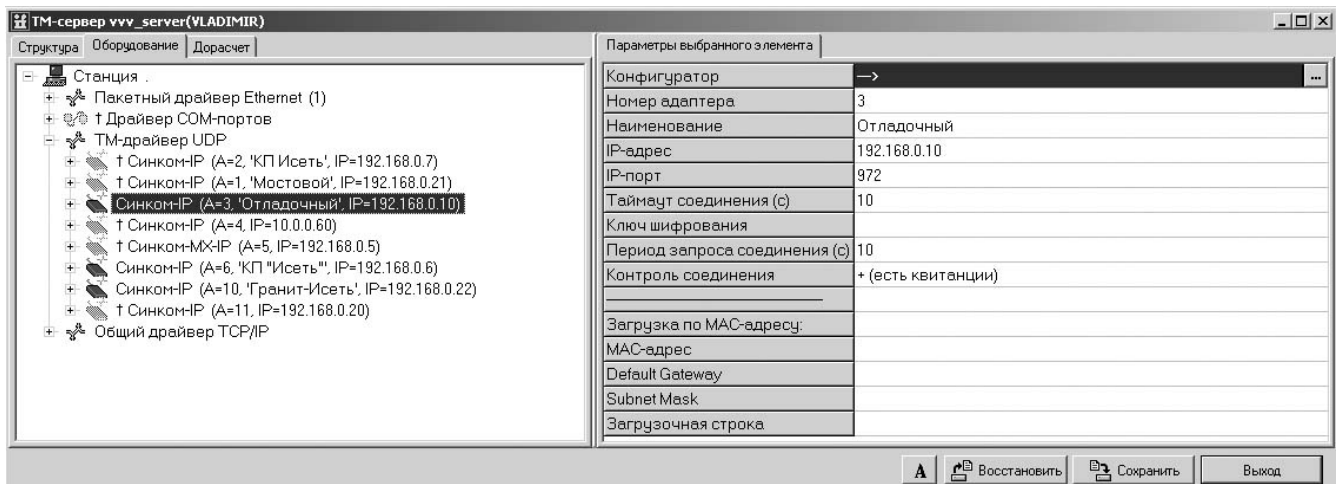 ТМ-сервер vvv_server(VLADIMIR)
Структура Оборудование Дорасчет
Станция .
Пакетный драйвер Ethernet (1)
† Драйвер COM-портов
ТМ-драйвер UDP
† Синком-IP (A=2, 'КП Исеть', IP=192.168.0.7)
† Синком-IP (A=1, 'Мостовой', IP=192.168.0.21)
Синком-IP (A=3, 'Отладочный', IP=192.168.0.10)
† Синком-IP (A=4, IP=10.0.0.60)
† Синком-MX-IP (A=5, IP=192.168.0.5)
Синком-IP (A=6, 'КП "Исеть"', IP=192.168.0.6)
Синком-IP (A=10, 'Гранит-Исеть', IP=192.168.0.22)
† Синком-IP (A=11, IP=192.168.0.20)
Общий драйвер TCP/IP
Параметры выбранного элемента
Конфигуратор —> ...
Номер адаптера 3
Наименование Отладочный
IP-адрес 192.168.0.10
IP-порт 972
Таймаут соединения (с) 10
Ключ шифрования
Период запроса соединения (с) 10
Контроль соединения + (есть квитанции)
Загрузка по MAC-адресу:
MAC-адрес
Default Gateway
Subnet Mask
Загрузочная строка
A Восстановить Сохранить Выход